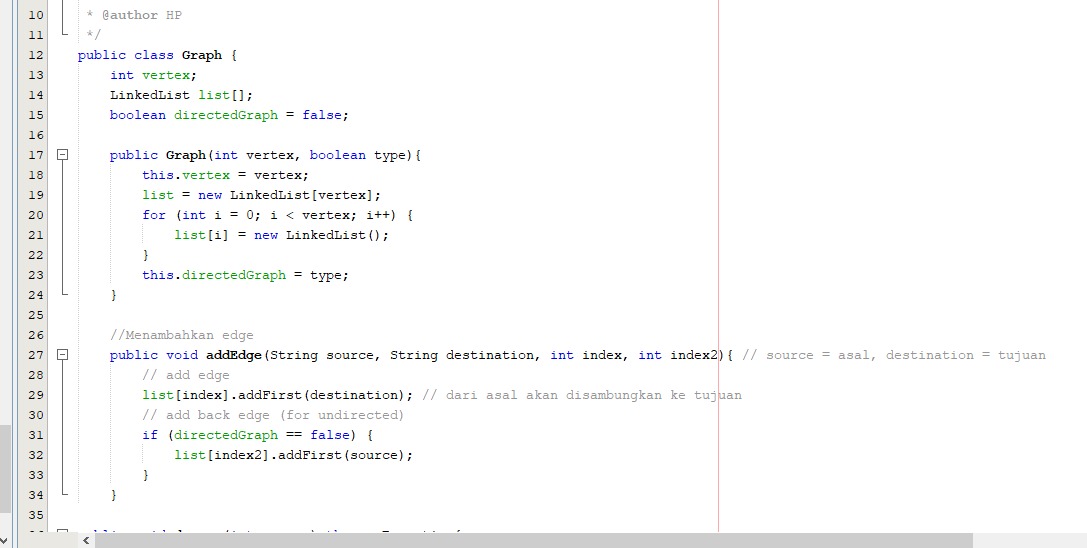 10 * @author HP
11 */
12 public class Graph {
13 int vertex;
14 LinkedList list[];
15 boolean directedGraph = false;
16
17 public Graph(int vertex, boolean type){
18 this.vertex = vertex;
19 list = new LinkedList[vertex];
20 for (int i = 0; i < vertex; i++) {
21 list[i] = new LinkedList();
22 }
23 this.directedGraph = type;
24 }
25
26 //Menambahkan edge
27 public void addEdge(String source, String destination, int index, int index2){ // source = asal, destination = tujuan
28 // add edge
29 list[index].addFirst(destination); // dari asal akan disambungkan ke tujuan
30 // add back edge (for undirected)
31 if (directedGraph == false) {
32 list[index2].addFirst(source);
33 }
34 }
35